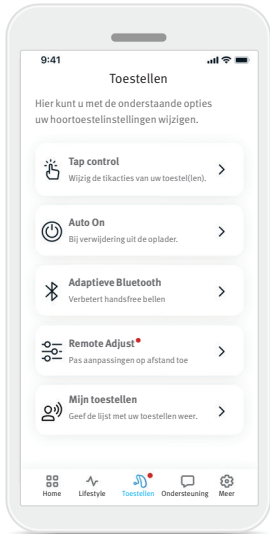 9:41
Toestellen
Hier kunt u met de onderstaande opties
uw hoortoestelinstellingen wijzigen.
Tap control
Wijzig de tikacties van uw toestel(len).
Auto On
Bij verwijdering uit de oplader.
Adaptieve Bluetooth
Verbetert handsfree bellen
Remote Adjust
Pas aanpassingen op afstand toe
Mijn toestellen
Geef de lijst met uw toestellen weer.
Home Lifestyle Toestellen Ondersteuning Meer